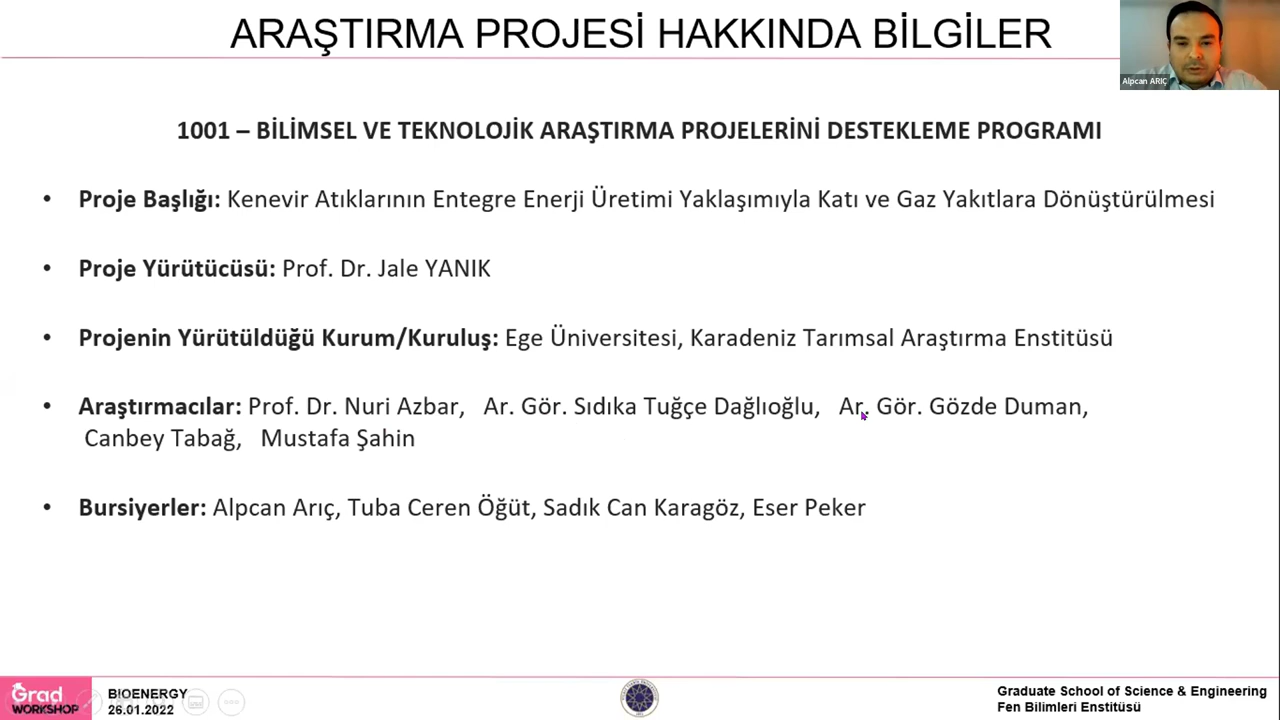 ARAŞTIRMA PROJESİ HAKKINDA BİLGİLER
Alpcan ARIÇ
1001 – BİLİMSEL VE TEKNOLOJİK ARAŞTIRMA PROJELERİNİ DESTEKLEME PROGRAMI
• Proje Başlığı: Kenevir Atıklarının Entegre Enerji Üretimi Yaklaşımıyla Katı ve Gaz Yakıtlara Dönüştürülmesi
• Proje Yürütücüsü: Prof. Dr. Jale YANIK
• Projenin Yürütüldüğü Kurum/Kuruluş: Ege Üniversitesi, Karadeniz Tarımsal Araştırma Enstitüsü
• Araştırmacılar: Prof. Dr. Nuri Azbar, Ar. Gör. Sıdıka Tuğçe Dağlıoğlu, Ar. Gör. Gözde Duman,
Canbey Tabağ, Mustafa Şahin
• Bursiyerler: Alpcan Arıç, Tuba Ceren Öğüt, Sadık Can Karagöz, Eser Peker
Grad
WORKSHOP
BIOENERGY
26.01.2022
Graduate School of Science & Engineering
Fen Bilimleri Enstitüsü